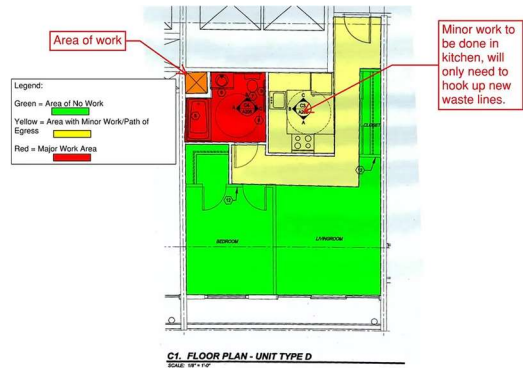 Area of work
Minor work to
be done in
kitchen, will
only need to
hook up new
waste lines.
Legend:
Green = Area of No Work
Yellow = Area with Minor Work/Path of
Egress
Red = Major Work Area
CLOSET
BEDROOM
LIVINGROOM
C1. FLOOR PLAN - UNIT TYPE D
SCALE: 1/8" = 1'-0"